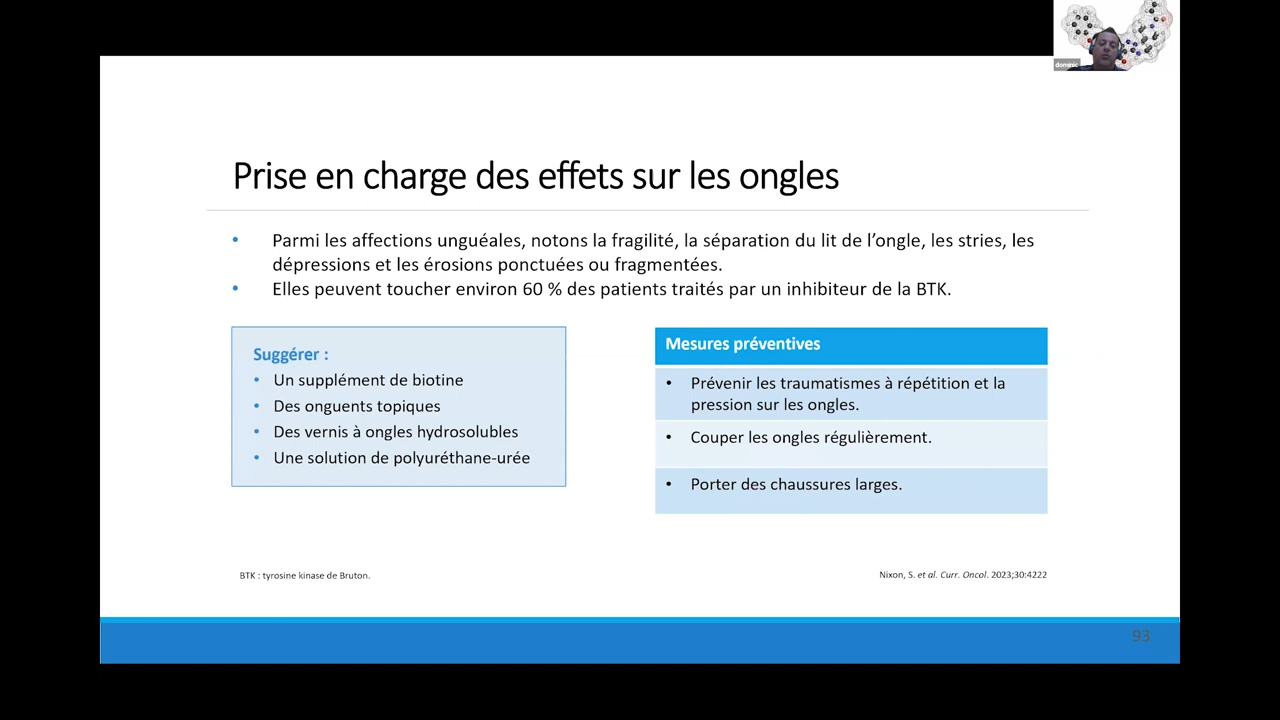 dominic
Prise en charge des effets sur les ongles
• Parmi les affections unguéales, notons la fragilité, la séparation du lit de l’ongle, les stries, les
dépressions et les érosions ponctuées ou fragmentées.
• Elles peuvent toucher environ 60 % des patients traités par un inhibiteur de la BTK.
Suggérer :
• Un supplément de biotine
• Des onguents topiques
• Des vernis à ongles hydrosolubles
• Une solution de polyuréthane-urée
Mesures préventives
• Prévenir les traumatismes à répétition et la
pression sur les ongles.
• Couper les ongles régulièrement.
• Porter des chaussures larges.
BTK : tyrosine kinase de Bruton.
Nixon, S. et al. Curr. Oncol. 2023;30:4222
93